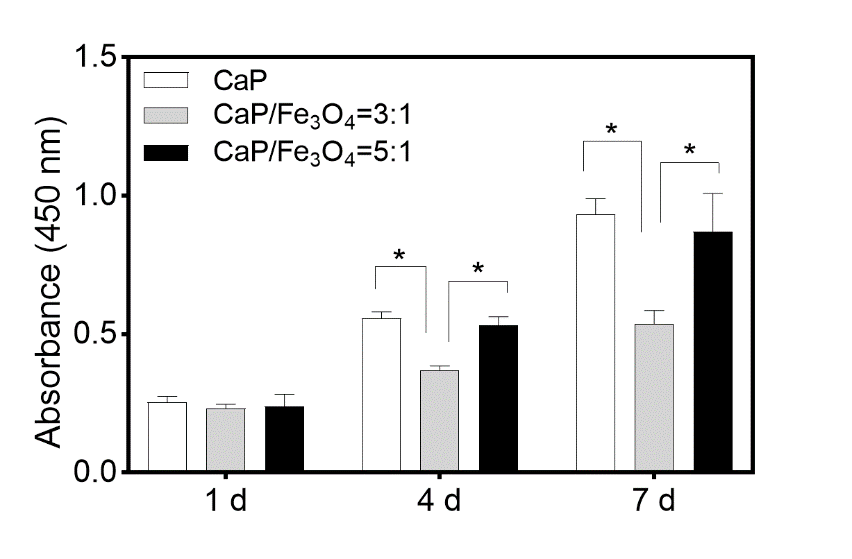 1.5
CaP
CaP/Fe₃O₄=3:1
CaP/Fe₃O₄=5:1
Absorbance (450 nm)
1.0
0.5
0.0
*
*
*
*
1 d
4 d
7 d